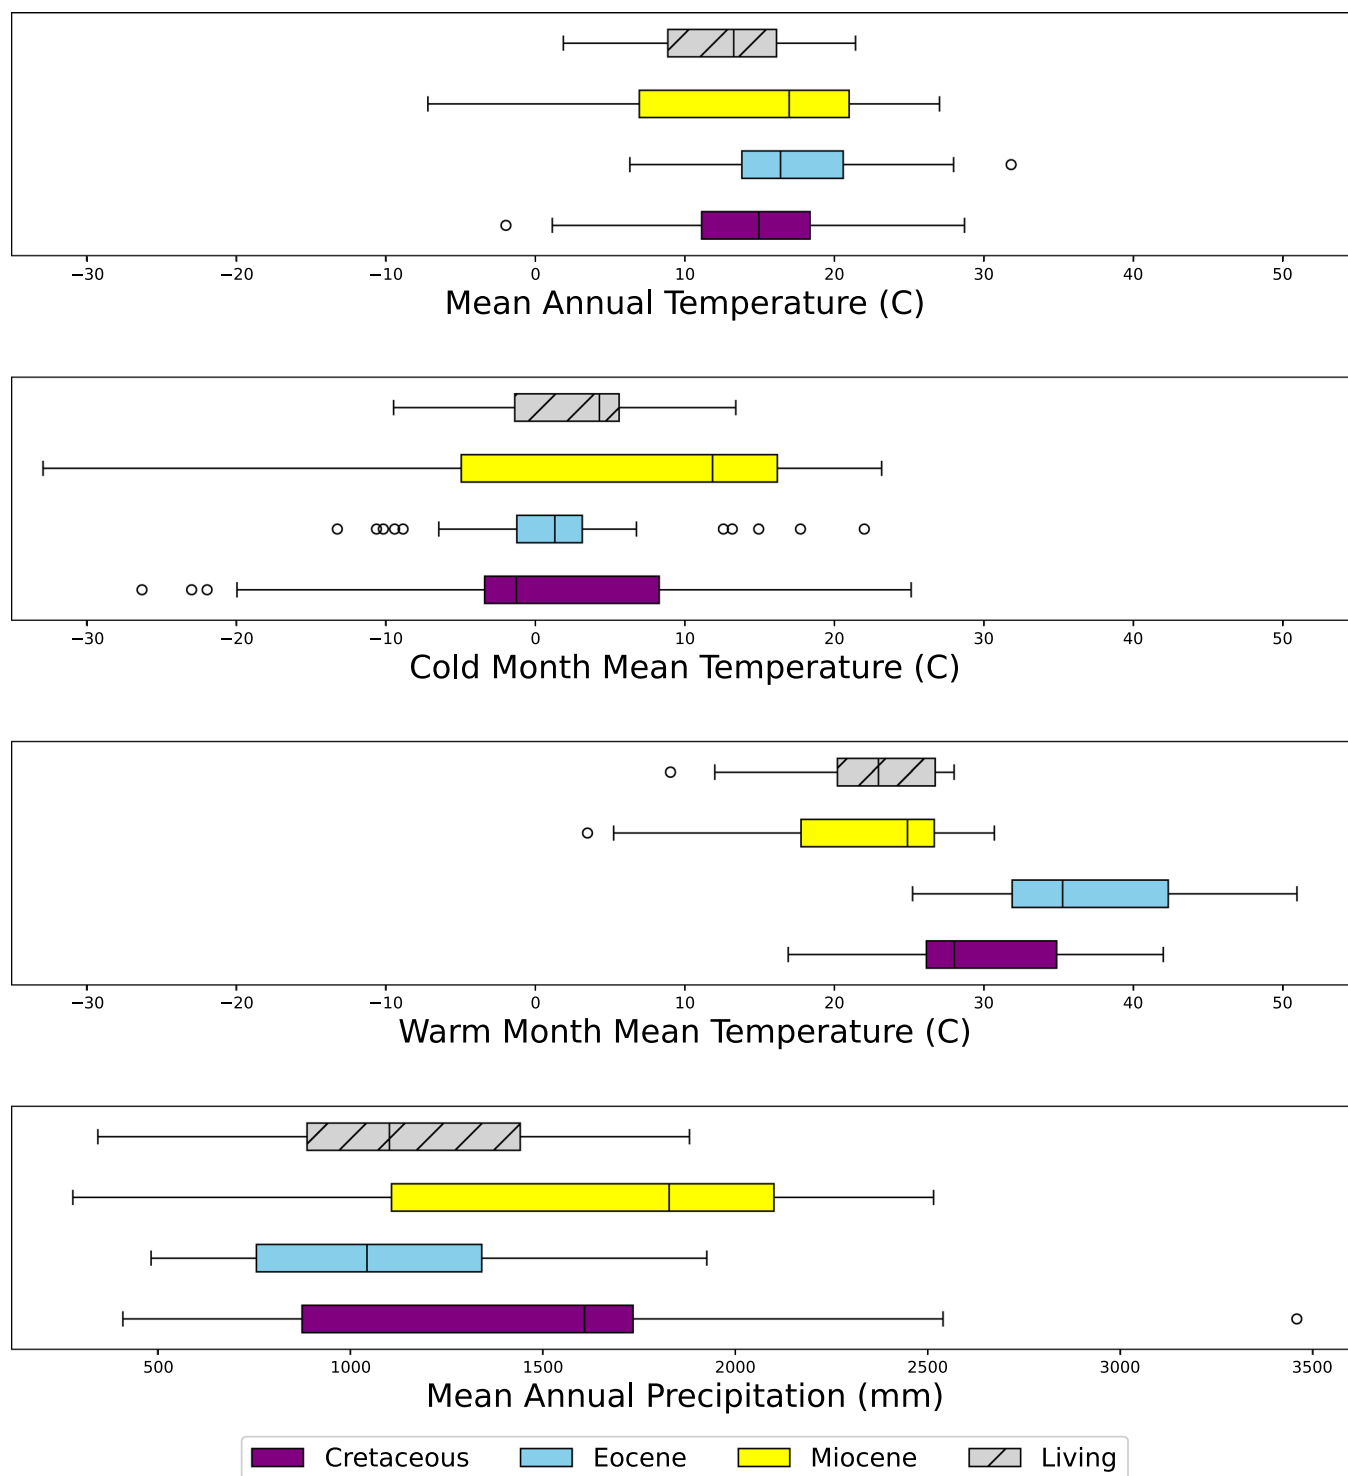 −30 −20 −10 0 10 20 30 40 50
Mean Annual Temperature (C)
−30 −20 −10 0 10 20 30 40 50
Cold Month Mean Temperature (C)
−30 −20 −10 0 10 20 30 40 50
Warm Month Mean Temperature (C)
500 1000 1500 2000 2500 3000 3500
Mean Annual Precipitation (mm)
Cretaceous Eocene Miocene Living